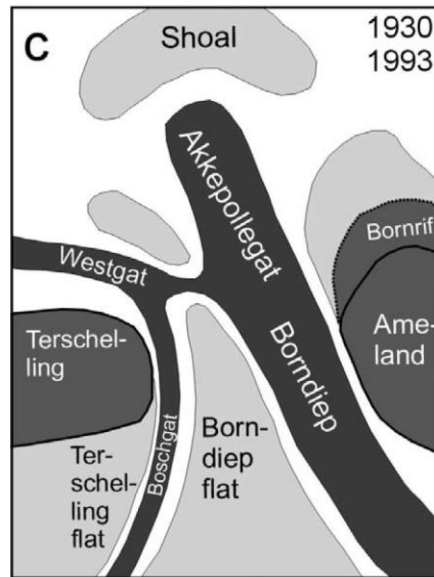 C
1930
1993
Shoal
Akkepollegat
Westgat
Bornrif
Terschel-
ling
Ame-
land
Borndiep
Boschgat
Born-
diep
flat
Ter-
schel-
ling
flat